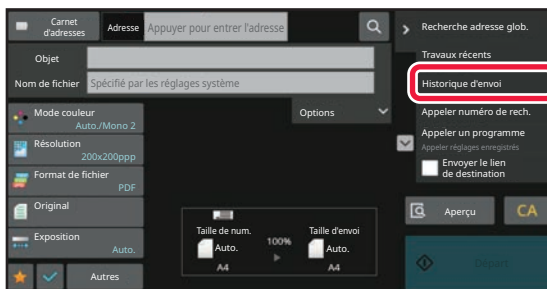 Carnet
d'adresses
Adresse
Appuyer pour entrer l'adresse
Objet
Nom de fichier
Spécifié par les réglages système
Mode couleur
Auto./Mono 2
Résolution
200x200ppp
Format de fichier
PDF
Original
Exposition
Auto.
Autres
Options
Taille de num.
Auto.
A4
100%
Taille d'envoi
Auto.
A4
Recherche adresse glob.
Travaux récents
Historique d'envoi
Appeler numéro de rech.
Appeler un programme
Appeler réglages enregistrés
Envoyer le lien
de destination
Aperçu
CA
Départ